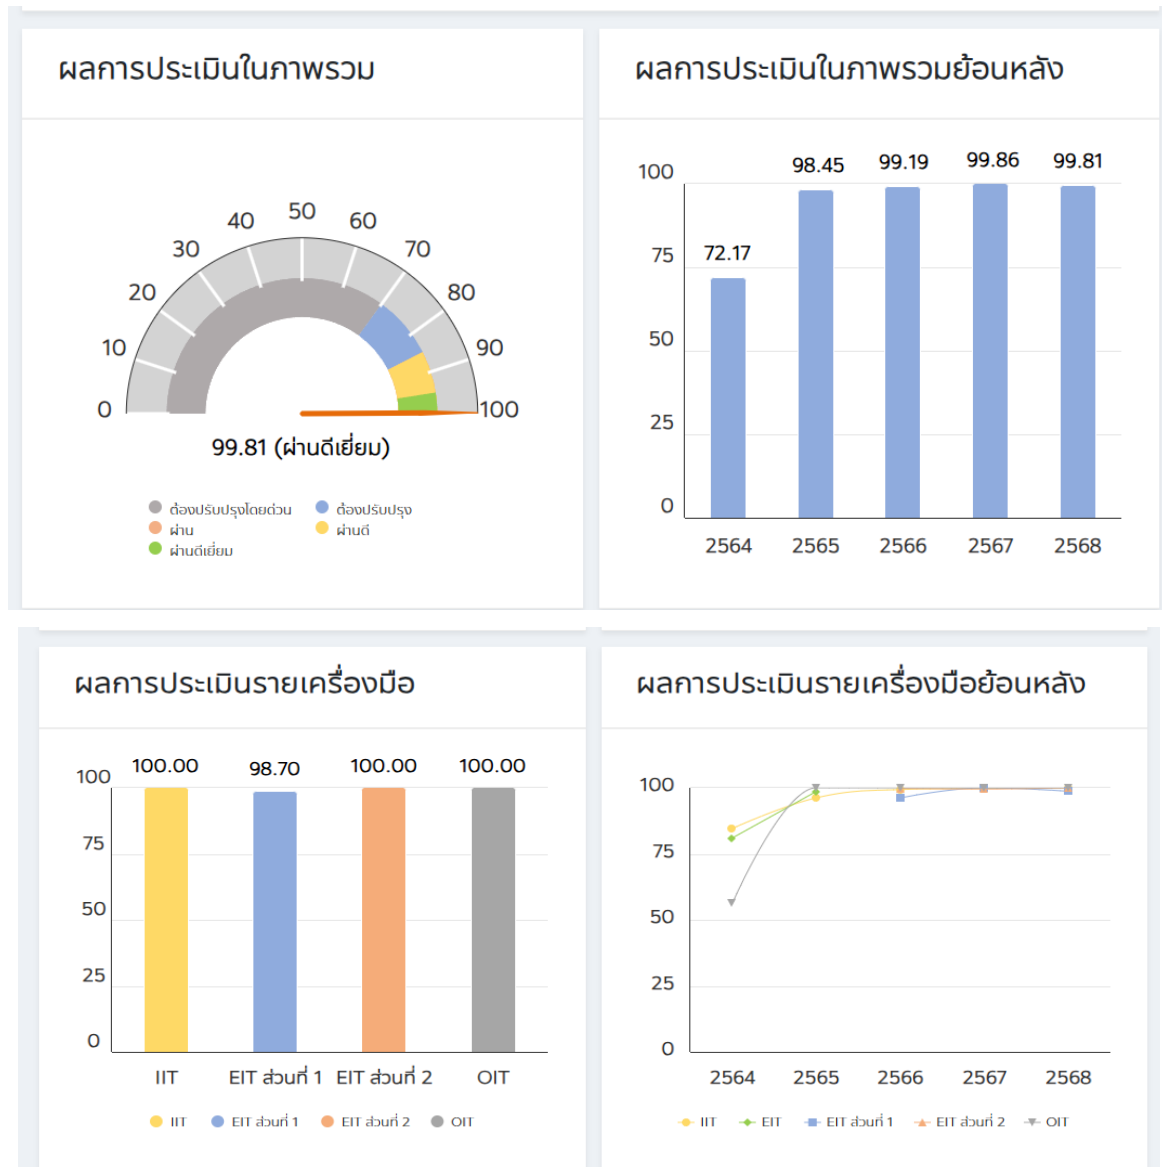 ผลการประเมินในภาพรวม
50
40
60
30
70
20
80
10
90
0
100
99.81 (ผ่านดีเยี่ยม)
ต้องปรับปรุงโดยด่วน
ต้องปรับปรุง
ผ่าน
ผ่านดี
ผ่านดีเยี่ยม
ผลการประเมินในภาพรวมย้อนหลัง
100
75
50
25
0
72.17
98.45
99.19
99.86
99.81
2564
2565
2566
2567
2568
ผลการประเมินรายเครื่องมือ
100
75
50
25
0
100.00
98.70
100.00
100.00
IIT
EIT ส่วนที่ 1
EIT ส่วนที่ 2
OIT
IIT
EIT ส่วนที่ 1
EIT ส่วนที่ 2
OIT
ผลการประเมินรายเครื่องมือย้อนหลัง
100
75
50
25
0
2564
2565
2566
2567
2568
IIT
EIT
EIT ส่วนที่ 1
EIT ส่วนที่ 2
OIT